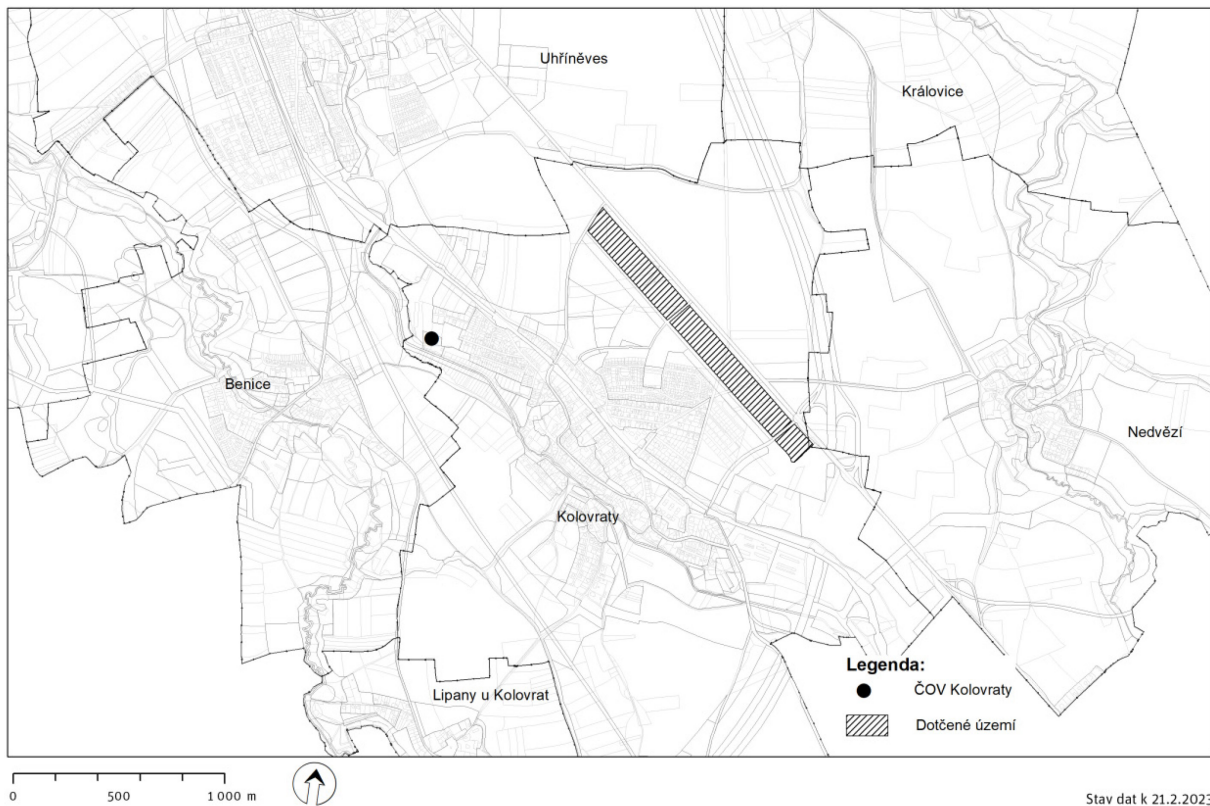 Uhříněves
Královice
Benice
Nedvězí
Kolovraty
Lipany u Kolovrat
Legenda:
ČOV Kolovraty
Dotčené území
0 500 1 000 m
Stav dat k 21.2.2023